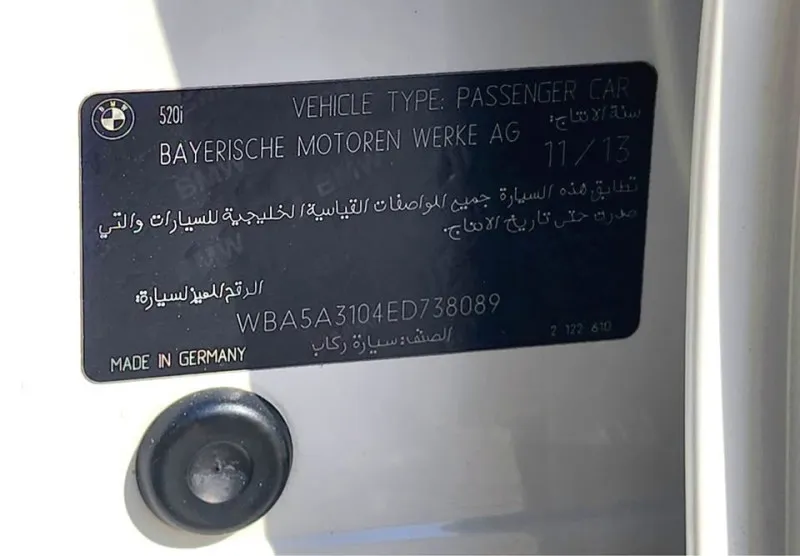 520i VEHICLE TYPE: PASSENGER CAR
BAYERISCHE MOTOREN WERKE AG
سنة الانتاج:
11/13
تطابق هذه السيارة جميع المواصفات القياسية الخليجية للسيارات والتي
صدرت حتى تاريخ الانتاج.
الرقم المميز لسيارة:
WBA5A3104ED738089
الصنف: سيارة ركاب
2 122 610
MADE IN GERMANY